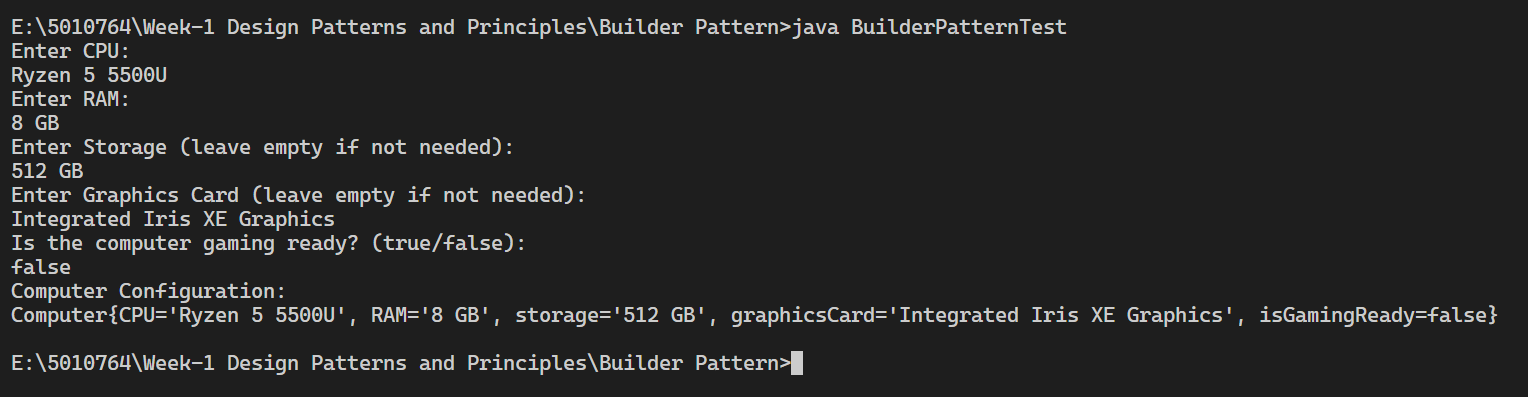 E:\5010764\Week-1 Design Patterns and Principles\Builder Pattern>java BuilderPatternTest
Enter CPU:
Ryzen 5 5500U
Enter RAM:
8 GB
Enter Storage (leave empty if not needed):
512 GB
Enter Graphics Card (leave empty if not needed):
Integrated Iris XE Graphics
Is the computer gaming ready? (true/false):
false
Computer Configuration:
Computer{CPU='Ryzen 5 5500U', RAM='8 GB', storage='512 GB', graphicsCard='Integrated Iris XE Graphics', isGamingReady=false}
E:\5010764\Week-1 Design Patterns and Principles\Builder Pattern>